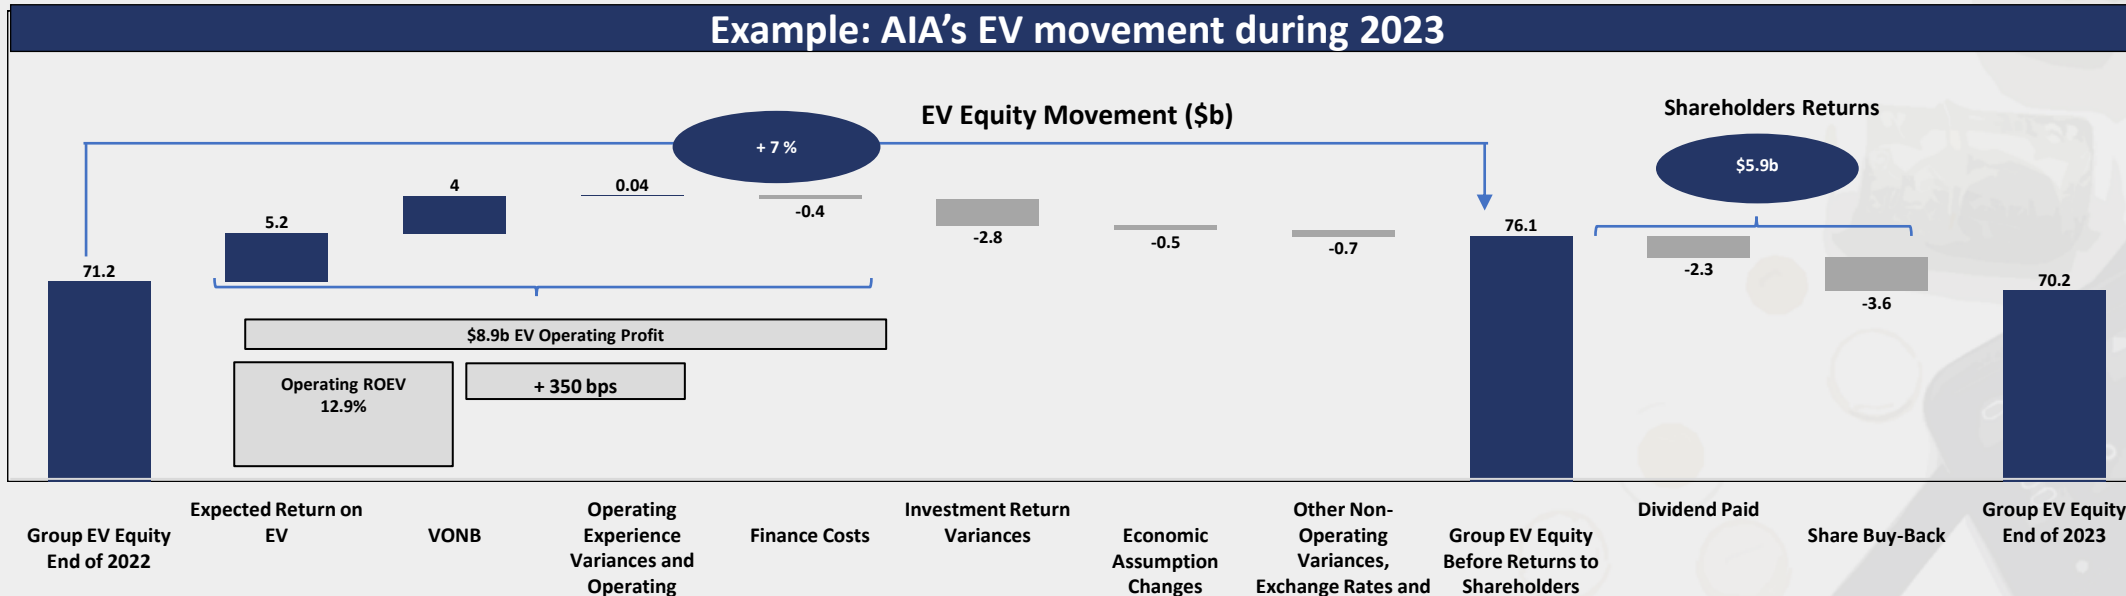 Example: AIA's EV movement during 2023
EV Equity Movement ($b)
Shareholders Returns
+ 7 %
$5.9b
71.2
5.2
4
0.04
-0.4
-2.8
-0.5
-0.7
76.1
-2.3
-3.6
70.2
$8.9b EV Operating Profit
Operating ROEV
12.9%
+ 350 bps
Group EV Equity
End of 2022
Expected Return on
EV
VONB
Operating
Experience
Variances and
Operating
Finance Costs
Investment Return
Variances
Economic
Assumption
Changes
Other Non-
Operating
Variances,
Exchange Rates and
Group EV Equity
Before Returns to
Shareholders
Dividend Paid
Share Buy-Back
Group EV Equity
End of 2023